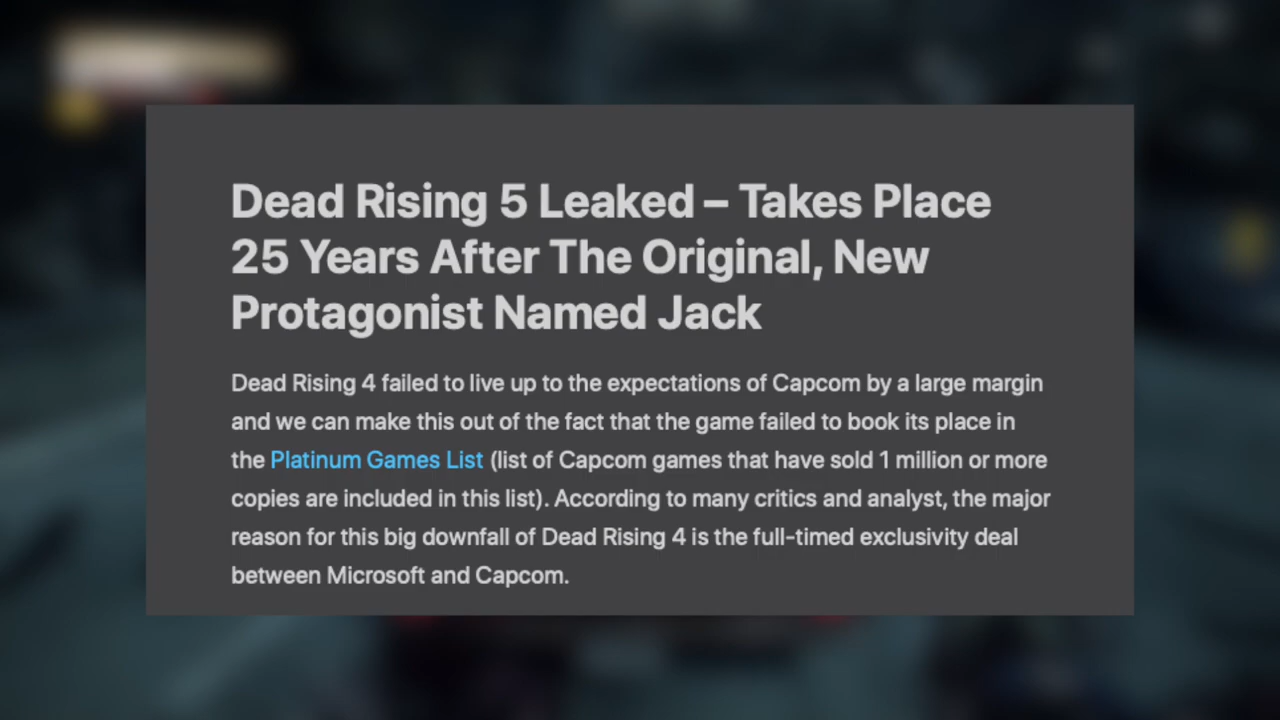 Dead Rising 5 Leaked – Takes Place
25 Years After The Original, New
Protagonist Named Jack
Dead Rising 4 failed to live up to the expectations of Capcom by a large margin
and we can make this out of the fact that the game failed to book its place in
the Platinum Games List (list of Capcom games that have sold 1 million or more
copies are included in this list). According to many critics and analyst, the major
reason for this big downfall of Dead Rising 4 is the full-timed exclusivity deal
between Microsoft and Capcom.